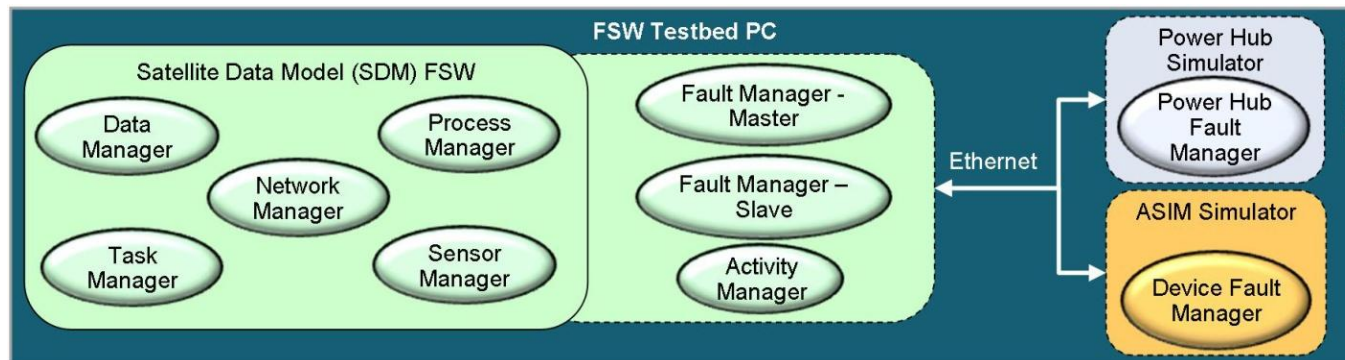 FSW Testbed PC
Satellite Data Model (SDM) FSW
Data
Manager
Process
Manager
Network
Manager
Task
Manager
Sensor
Manager
Fault Manager -
Master
Fault Manager –
Slave
Activity
Manager
Ethernet
Power Hub
Simulator
Power Hub
Fault
Manager
ASIM Simulator
Device Fault
Manager